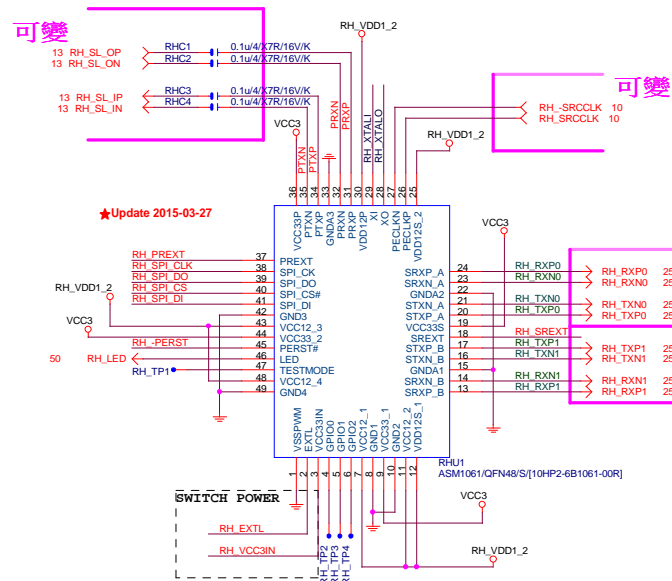 可變
13 RH_SL_OP
13 RH_SL_ON
RHC1 0.1u/4/X7R/16V/K
RHC2 0.1u/4/X7R/16V/K
13 RH_SL_IP
13 RH_SL_IN
RHC3 0.1u/4/X7R/16V/K
RHC4 0.1u/4/X7R/16V/K
RH_VDD1_2
可變
RH_-SRCCLK 10
RH_SRCCLK 10
VCC3
PTXN
PTXP
PRXN
PRXP
RH_XTALI
RH_XTALO
RH_VDD1_2
★Update 2015-03-27
36 35 34 33 32 31 30 29 28 27 26 25
VCC33P
PTXN
PTXP
GNDA3
PRXN
PRXP
VDD12P
XI
XO
PECLKN
PECLKP
VDD12S_2
VCC3
RH_PREXT 37 PREXT
RH_SPI_CLK 38 SPI_CK
RH_SPI_DO 39 SPI_DO
RH_SPI_CS 40 SPI_CS#
RH_SPI_DI 41 SPI_DI
42 GND3
43 VCC12_3
44 VCC33_2
RH_-PERST 45 PERST#
50 RH_LED 46 LED
RH_TP1 47 TESTMODE
48 VCC12_4
49 GND4
RH_VDD1_2
VCC3
SRXP_A 24 RH_RXP0 RH_RXP0 25
SRXN_A 23 RH_RXN0 RH_RXN0 25
GNDA2 22
STXN_A 21 RH_TXN0 RH_TXN0 25
STXP_A 20 RH_TXP0 RH_TXP0 25
VCC33S 19
SREXT 18 RH_SREXT
STXP_B 17 RH_TXP1 RH_TXP1 25
STXN_B 16 RH_TXN1 RH_TXN1 25
GNDA1 15
SRXN_B 14 RH_RXN1 RH_RXN1 25
SRXP_B 13 RH_RXP1 RH_RXP1 25
VSSPWM
EXTL
VCC33IN
GPIO0
GPIO1
GPIO2
VCC12_1
GND1
VCC33_1
GND2
VCC12_2
VDD12S_1
1 2 3 4 5 6 7 8 9 10 11 12
RHU1
ASM1061/QFN48/S/[10HP2-6B1061-00R]
SWITCH POWER
RH_EXTL
RH_VCC3IN
RH_TP2
RH_TP3
RH_TP4
VCC3
RH_VDD1_2